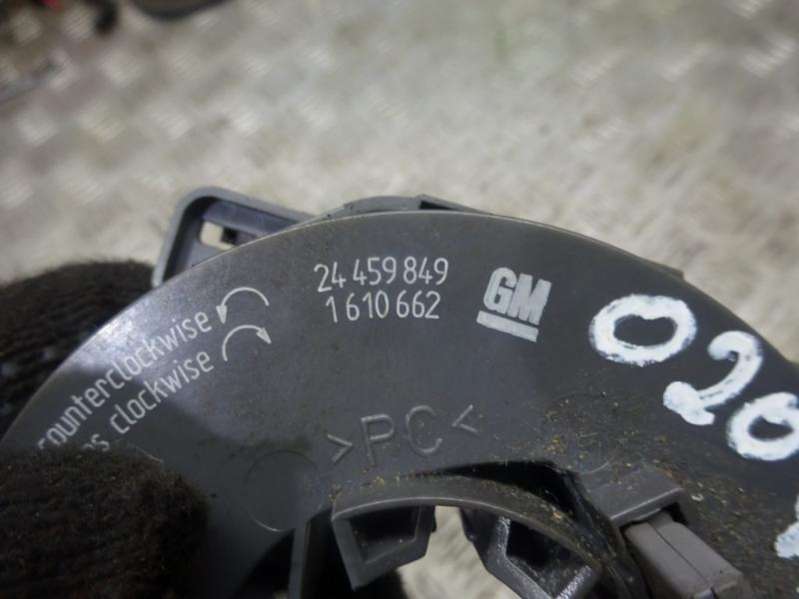 24 459 849
1 610 662
GM
counterclockwise
clockwise
>PC<
020